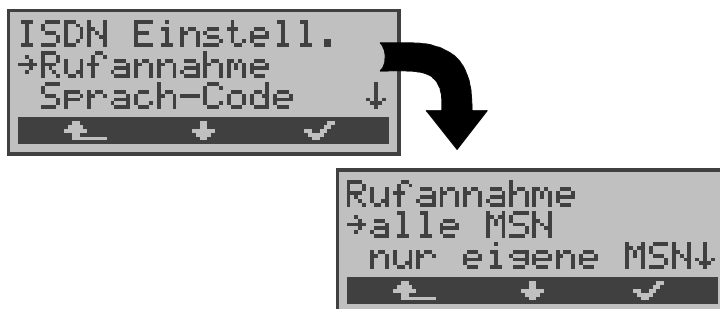 ISDN Einstell.
→Rufannahme
Sprach-Code ↓
Rufannahme
→alle MSN
nur eigene MSN↓